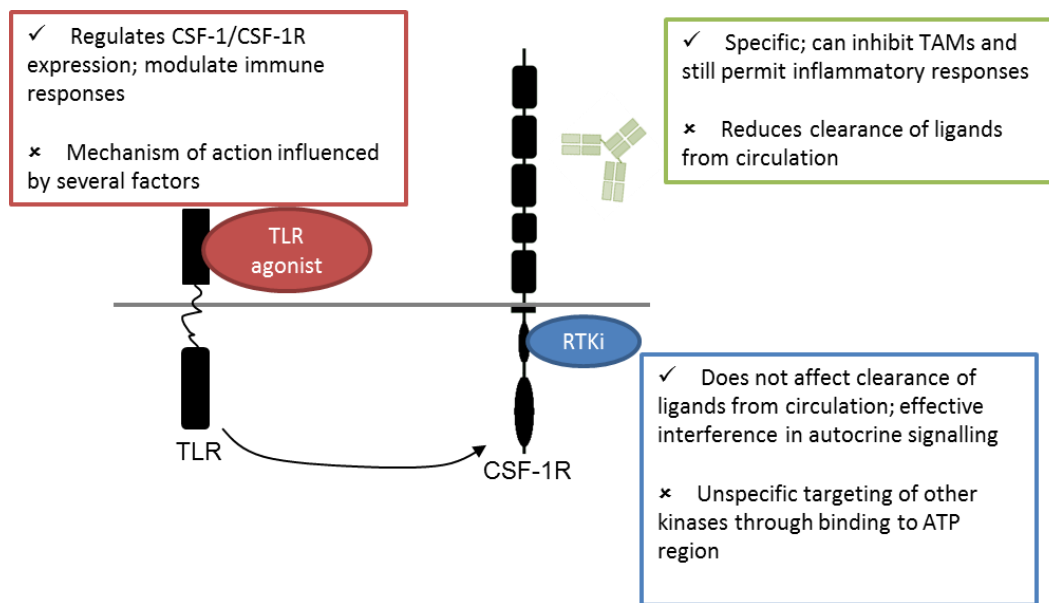 ✓ Regulates CSF-1/CSF-1R
expression; modulate immune
responses
× Mechanism of action influenced
by several factors
✓ Specific; can inhibit TAMs and
still permit inflammatory responses
× Reduces clearance of ligands
from circulation
TLR
agonist
RTKi
✓ Does not affect clearance of
ligands from circulation; effective
interference in autocrine signalling
× Unspecific targeting of other
kinases through binding to ATP
region
TLR
CSF-1R